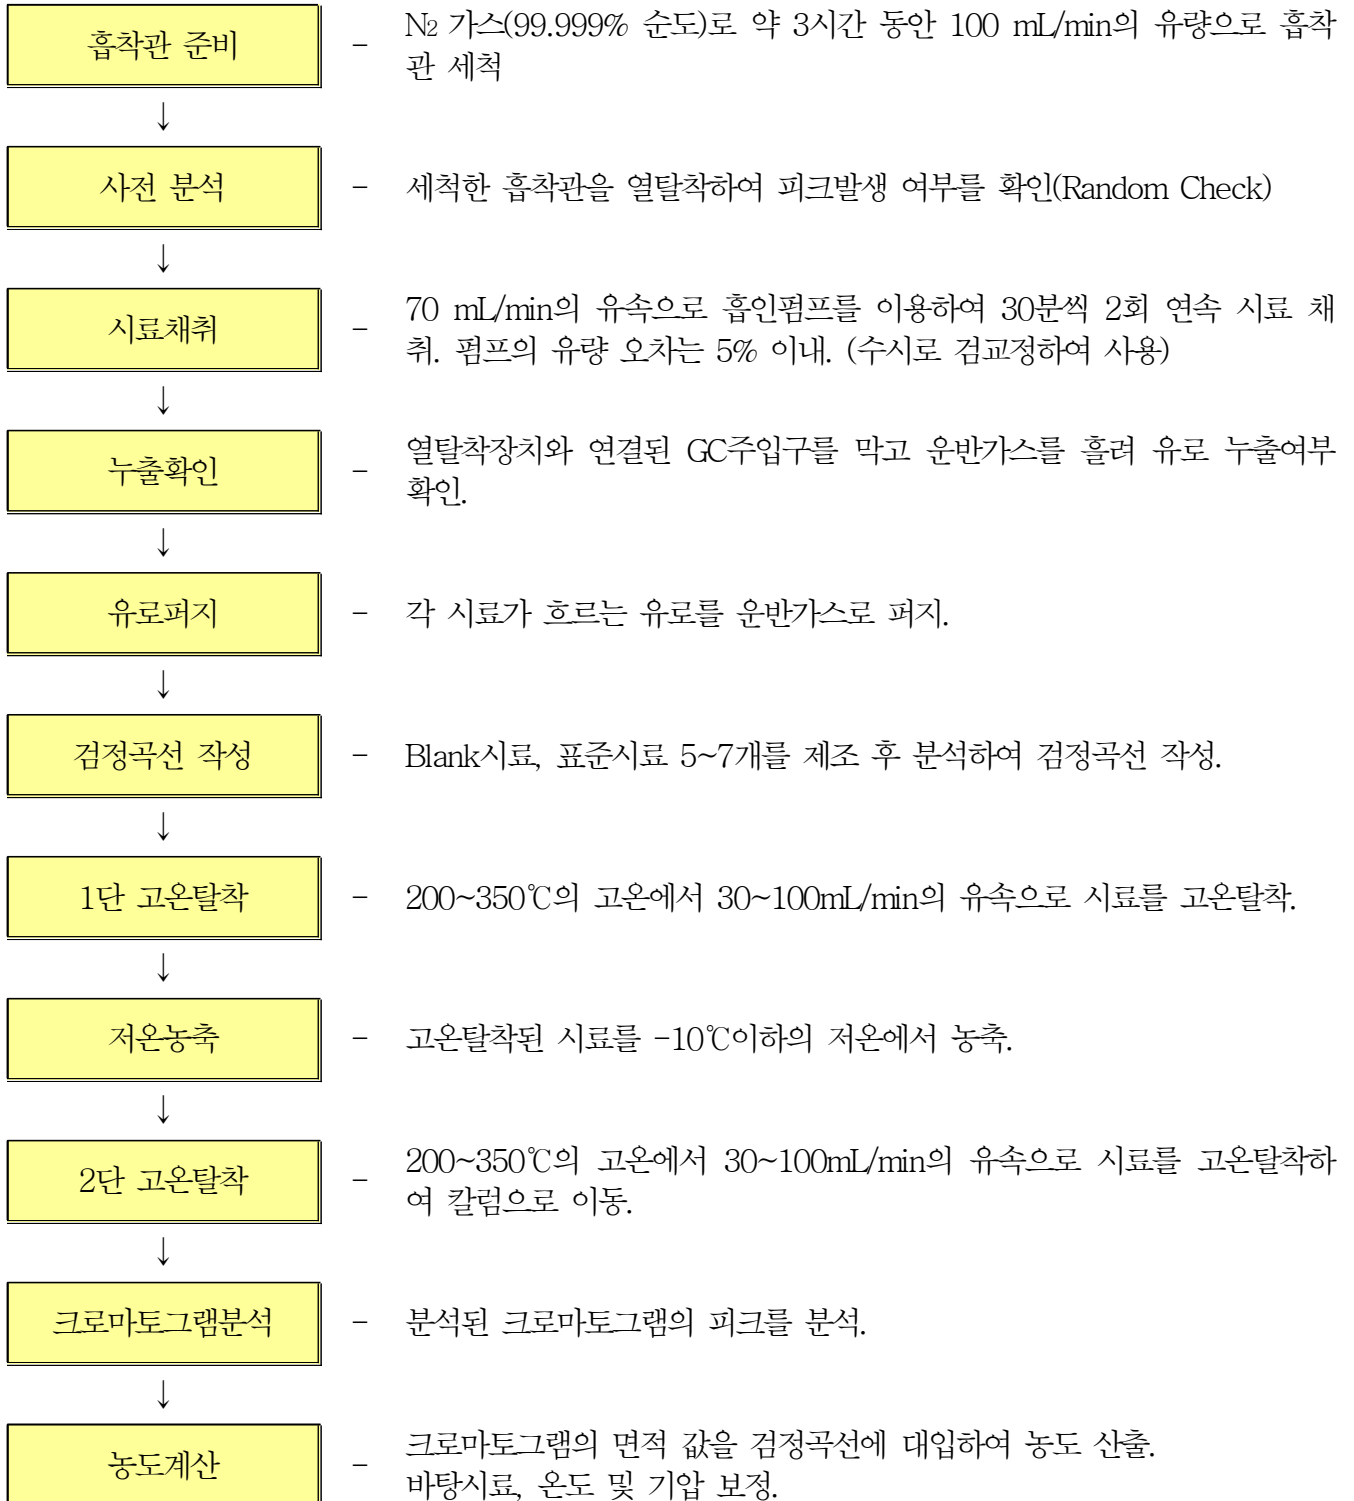 흡착관 준비
- N₂ 가스(99.999% 순도)로 약 3시간 동안 100 mL/min의 유량으로 흡착
관 세척
↓
사전 분석
- 세척한 흡착관을 열탈착하여 피크발생 여부를 확인(Random Check)
↓
시료채취
- 70 mL/min의 유속으로 흡인펌프를 이용하여 30분씩 2회 연속 시료 채
취. 펌프의 유량 오차는 5% 이내. (수시로 검교정하여 사용)
↓
누출확인
- 열탈착장치와 연결된 GC주입구를 막고 운반가스를 흘려 유로 누출여부
확인.
↓
유로퍼지
- 각 시료가 흐르는 유로를 운반가스로 퍼지.
↓
검정곡선 작성
- Blank시료, 표준시료 5~7개를 제조 후 분석하여 검정곡선 작성.
↓
1단 고온탈착
- 200~350℃의 고온에서 30~100mL/min의 유속으로 시료를 고온탈착.
↓
저온농축
- 고온탈착된 시료를 -10℃이하의 저온에서 농축.
↓
2단 고온탈착
- 200~350℃의 고온에서 30~100mL/min의 유속으로 시료를 고온탈착하
여 칼럼으로 이동.
↓
크로마토그램분석
- 분석된 크로마토그램의 피크를 분석.
↓
농도계산
- 크로마토그램의 면적 값을 검정곡선에 대입하여 농도 산출.
바탕시료, 온도 및 기압 보정.